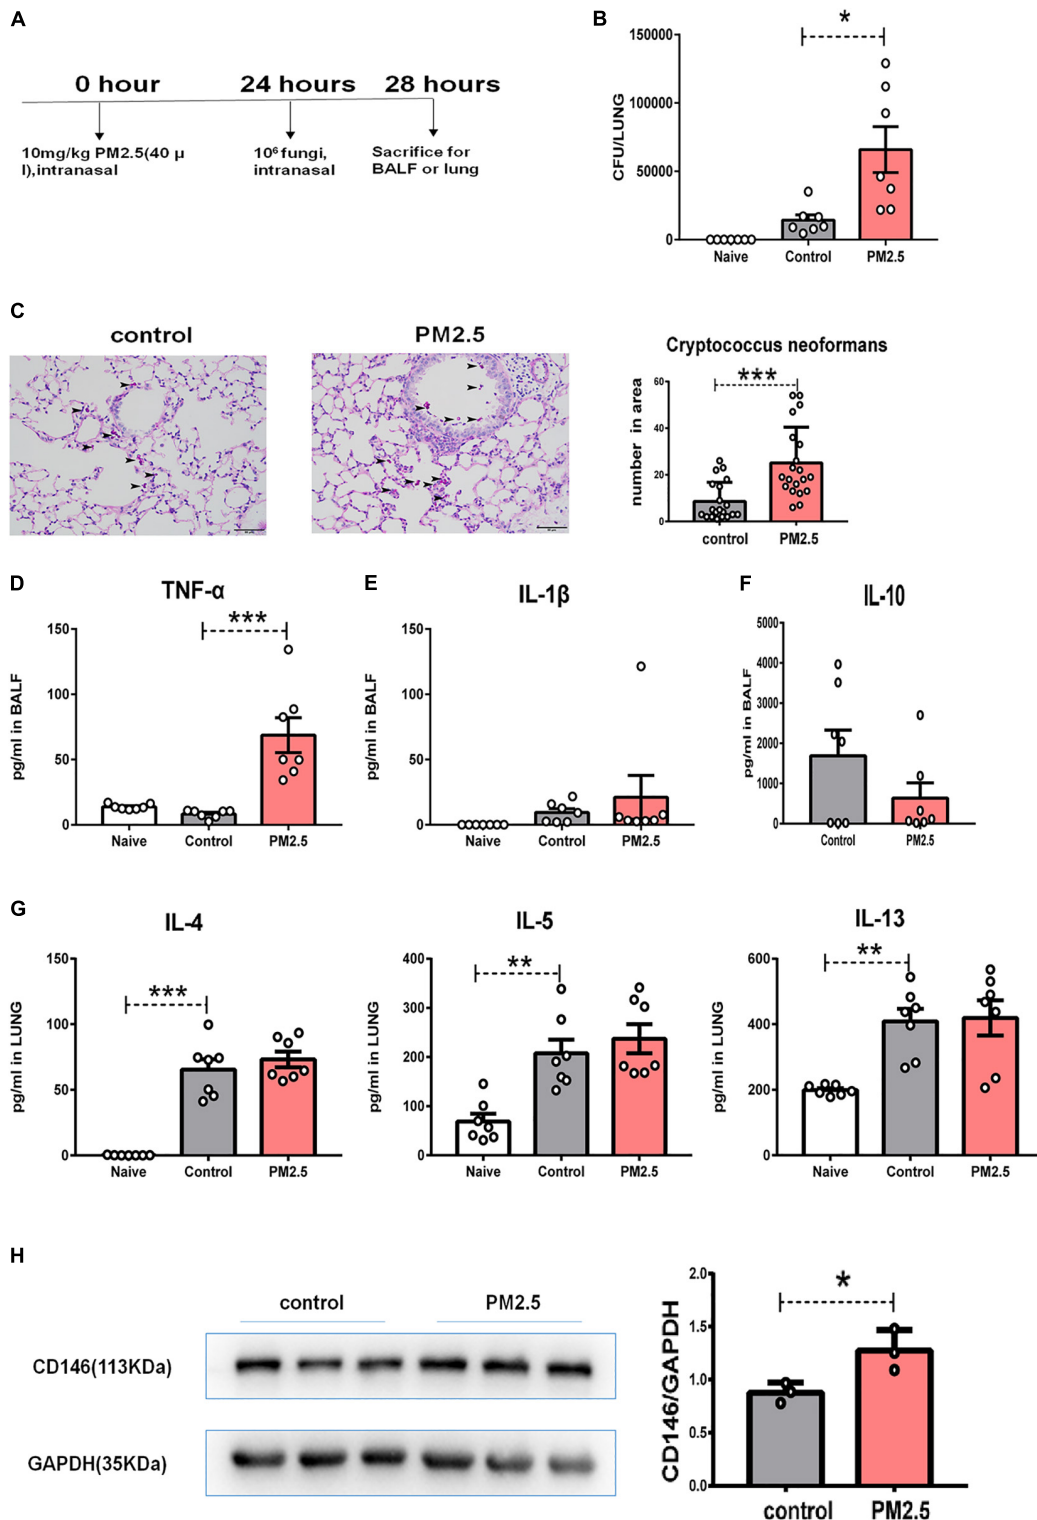 A
0 hour
24 hours
28 hours
10mg/kg PM2.5(40 μ
l),intranasal
10⁶ fungi,
intranasal
Sacrifice for
BALF or lung
B
*
150000
100000
50000
0
CFU/LUNG
Naive
Control
PM2.5
C
control
PM2.5
Cryptococcus neoformans
***
60
40
20
0
number in area
control
PM2.5
D
TNF-α
***
150
100
50
0
pg/ml in BALF
Naive
Control
PM2.5
E
IL-1β
150
100
50
0
pg/ml in BALF
Naive
Control
PM2.5
F
IL-10
5000
4000
3000
2000
1000
0
pg/ml in BALF
Control
PM2.5
G
IL-4
***
150
100
50
0
pg/ml in LUNG
Naive
Control
PM2.5
IL-5
**
400
300
200
100
0
pg/ml in LUNG
Naive
Control
PM2.5
IL-13
**
600
400
200
0
pg/ml in LUNG
Naive
Control
PM2.5
H
control
PM2.5
CD146(113KDa)
GAPDH(35KDa)
*
2.0
1.5
1.0
0.5
0.0
CD146/GAPDH
control
PM2.5